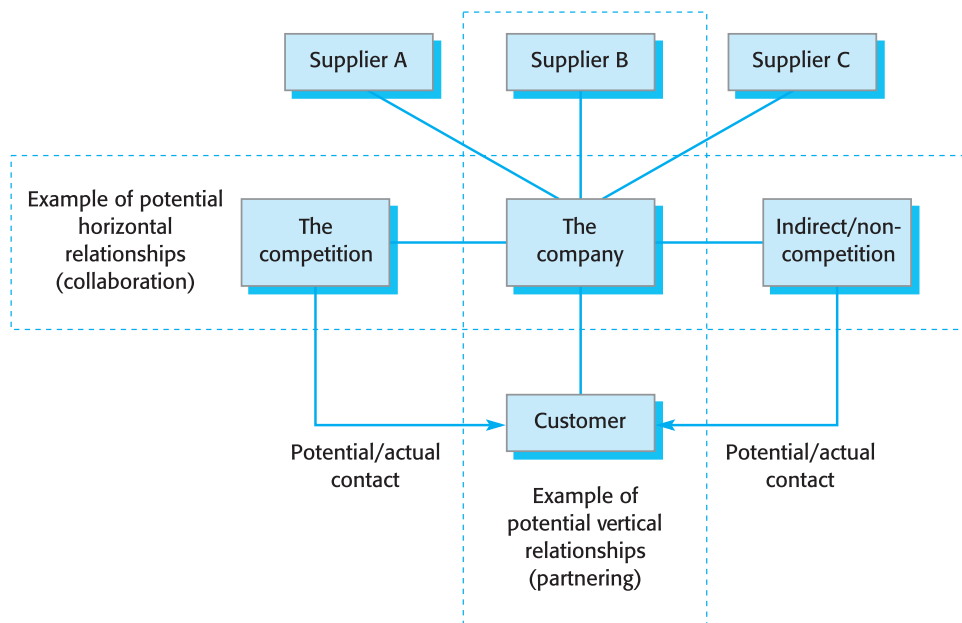 Supplier A
Supplier B
Supplier C
Example of potential
horizontal
relationships
(collaboration)
The
competition
The
company
Indirect/non-
competition
Customer
Potential/actual
contact
Potential/actual
contact
Example of
potential vertical
relationships
(partnering)